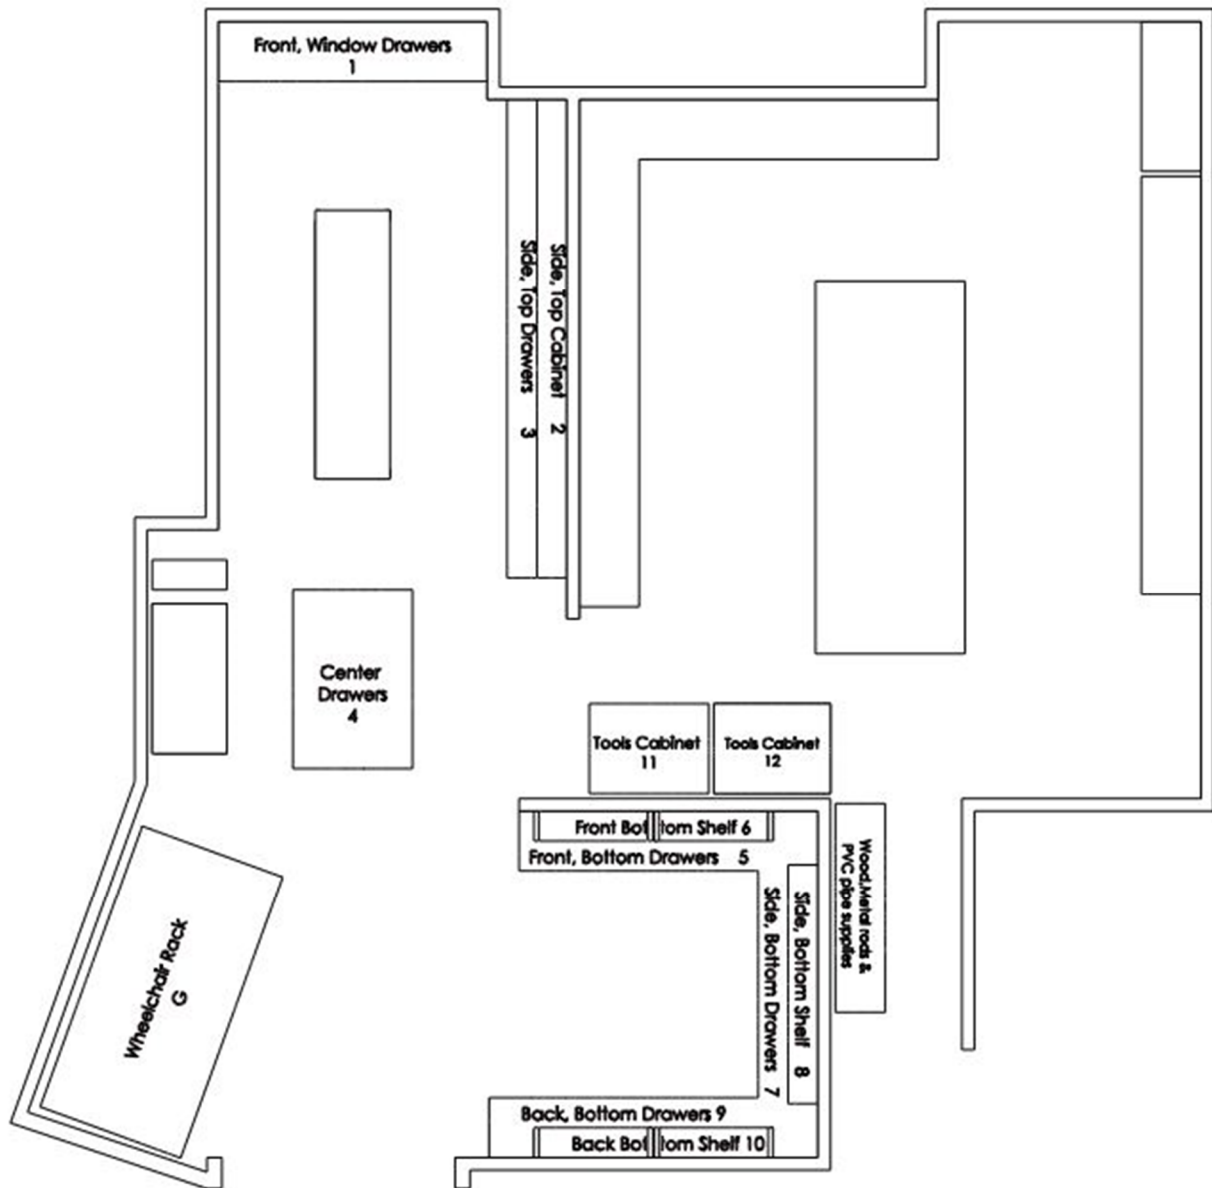 Front, Window Drawers
1
Side, Top Cabinet 2
Side, Top Drawers 3
Center
Drawers
4
Tools Cabinet
11
Tools Cabinet
12
Front Bottom Shelf 6
Front, Bottom Drawers 5
Wood,Metal rods &
PVC pipe supplies
Side, Bottom Shelf 8
Side, Bottom Drawers 7
Wheelchair Rack
G
Back, Bottom Drawers 9
Back Bottom Shelf 10